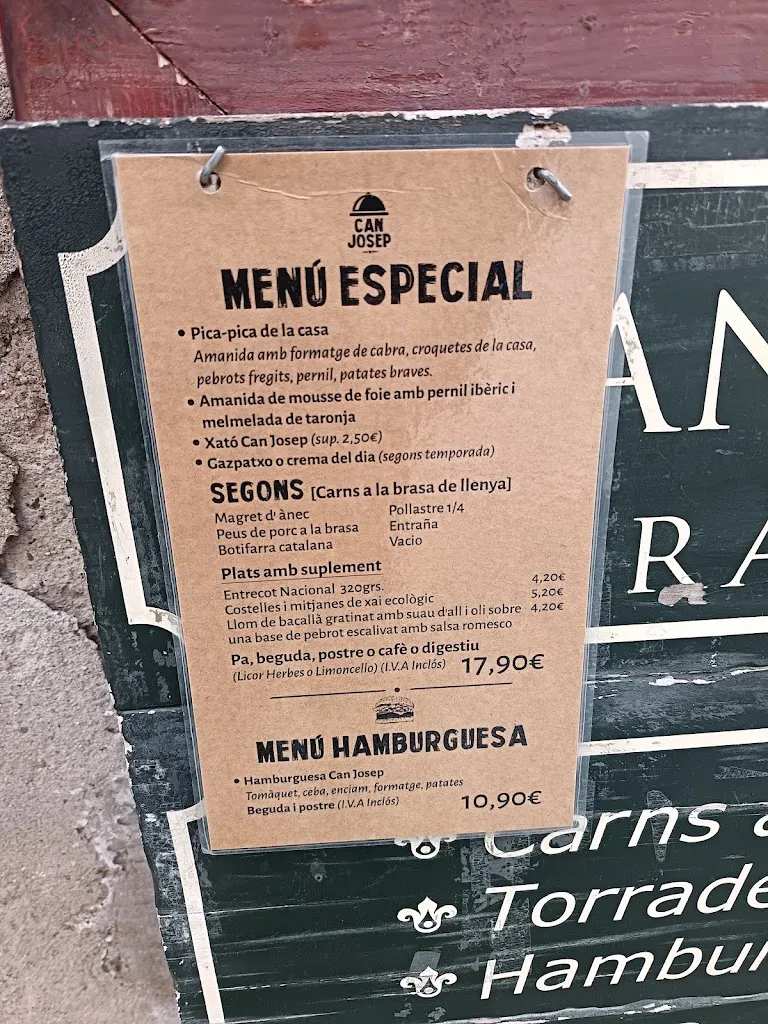 CAN
JOSEP
MENÚ ESPECIAL
• Pica-pica de la casa
Amanida amb formatge de cabra, croquetes de la casa,
pebrots fregits, pernil, patates braves.
• Amanida de mousse de foie amb pernil ibèric i
melmelada de taronja
• Xató Can Josep (sup. 2,50€)
• Gazpatxo o crema del dia (segons temporada)
SEGONS [Carns a la brasa de llenya]
Magret d'ànec
Peus de porc a la brasa
Botifarra catalana
Pollastre 1/4
Entraña
Vacio
Plats amb suplement
Entrecot Nacional 320grs. 4,20€
Costelles i mitjanes de xai ecològic 5,20€
Llom de bacallà gratinat amb suau d'all i oli sobre 4,20€
una base de pebrot escalivat amb salsa romesco
Pa, beguda, postre o cafè o digestiu
(Licor Herbes o Limoncello) (I.V.A Inclós) 17,90€
MENÚ HAMBURGUESA
• Hamburguesa Can Josep
Tomàquet, ceba, enciam, formatge, patates
Beguda i postre (I.V.A Inclós) 10,90€
AN
RA
Carns a
Torrade
Hambur